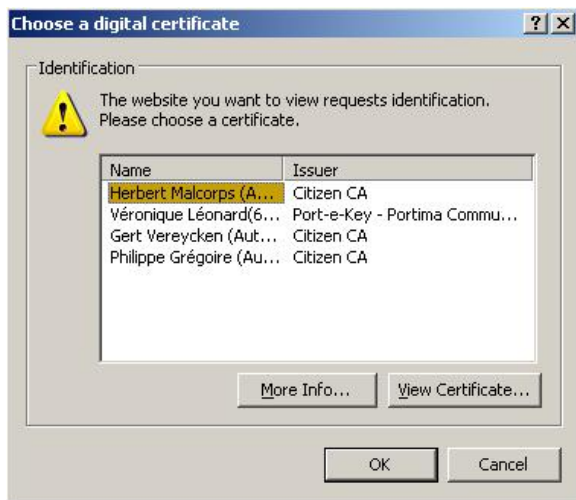 Choose a digital certificate
Identification
The website you want to view requests identification.
Please choose a certificate.
Name Issuer
Herbert Malcorps (A... Citizen CA
Véronique Léonard(6... Port-e-Key - Portima Commu...
Gert Vereycken (Aut... Citizen CA
Philippe Grégoire (Au... Citizen CA
More Info... View Certificate...
OK Cancel